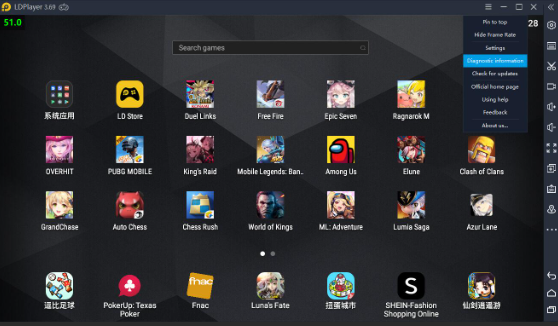 LDPlayer 3.69
51.0
28
Pin to top
Hide Frame Rate
Settings
Diagnostic information
Check for updates
Official home page
Using help
Feedback
About us...
Search games
系统应用
LD Store
Duel Links
Free Fire
Epic Seven
Ragnarok M
OVERHIT
PUBG MOBILE
King's Raid
Mobile Legends: Ban..
Among Us
Elune
Clash of Clans
GrandChase
Auto Chess
Chess Rush
World of Kings
ML: Adventure
Lumia Saga
Azur Lane
逗比足球
PokerUp: Texas
Poker
fnac
Fnac
Luna's Fate
扭蛋城市
S
SHEIN-Fashion
Shopping Online
仙剑逍遥游